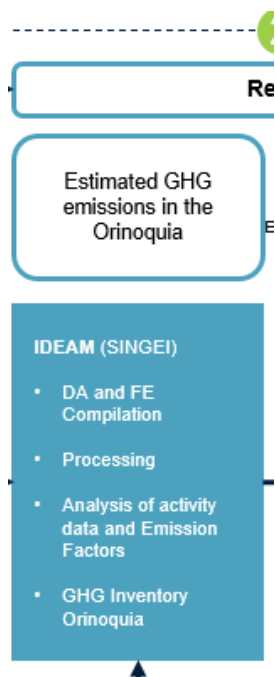 2
Re
Estimated GHG
emissions in the
Orinoquia
E
IDEAM (SINGEI)
• DA and FE
Compilation
• Processing
• Analysis of activity
data and Emission
Factors
• GHG Inventory
Orinoquia